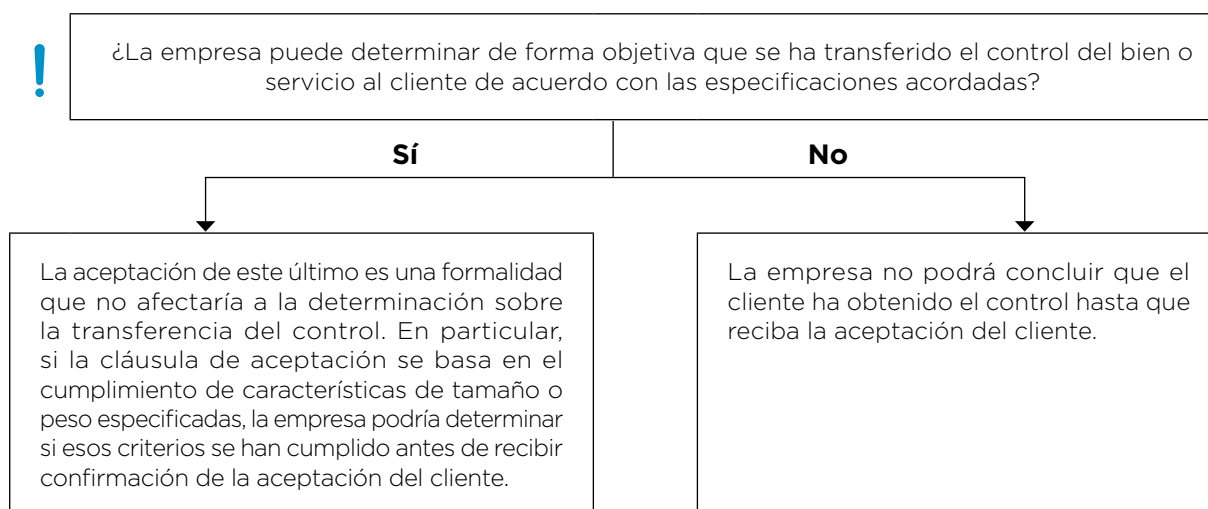 !
¿La empresa puede determinar de forma objetiva que se ha transferido el control del bien o
servicio al cliente de acuerdo con las especificaciones acordadas?
Sí
No
La aceptación de este último es una formalidad
que no afectaría a la determinación sobre
la transferencia del control. En particular,
si la cláusula de aceptación se basa en el
cumplimiento de características de tamaño o
peso especificadas, la empresa podría determinar
si esos criterios se han cumplido antes de recibir
confirmación de la aceptación del cliente.
La empresa no podrá concluir que el
cliente ha obtenido el control hasta que
reciba la aceptación del cliente.